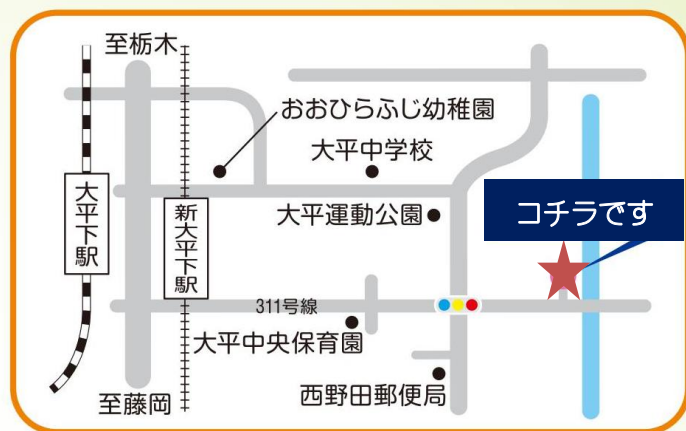 至栃木
おおひらふじ幼稚園
大平中学校
大平下駅
新大平下駅
大平運動公園
コチラです
311号線
大平中央保育園
西野田郵便局
至藤岡